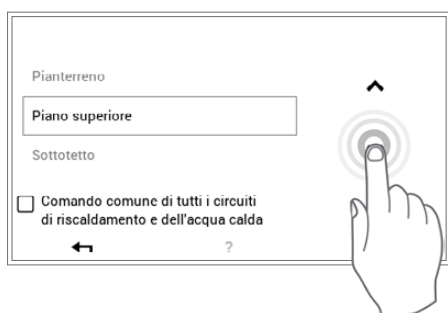 Pianterreno
Piano superiore
Sottotetto
Comando comune di tutti i circuiti
di riscaldamento e dell'acqua calda
?